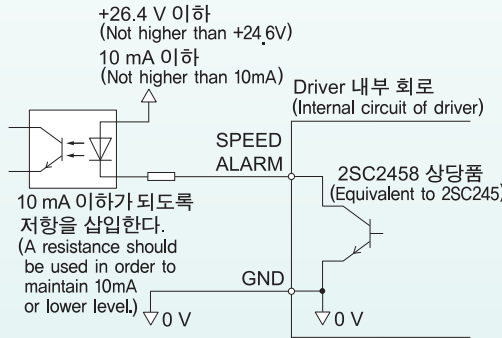 +26.4 V 이하
(Not higher than +24.6V)
10 mA 이하
(Not higher than 10mA)
Driver 내부 회로
(Internal circuit of driver)
SPEED
ALARM
2SC2458 상당품
(Equivalent to 2SC245)
10 mA 이하가 되도록
저항을 삽입한다.
(A resistance should
be used in order to
maintain 10mA
or lower level.)
GND
0 V
0 V